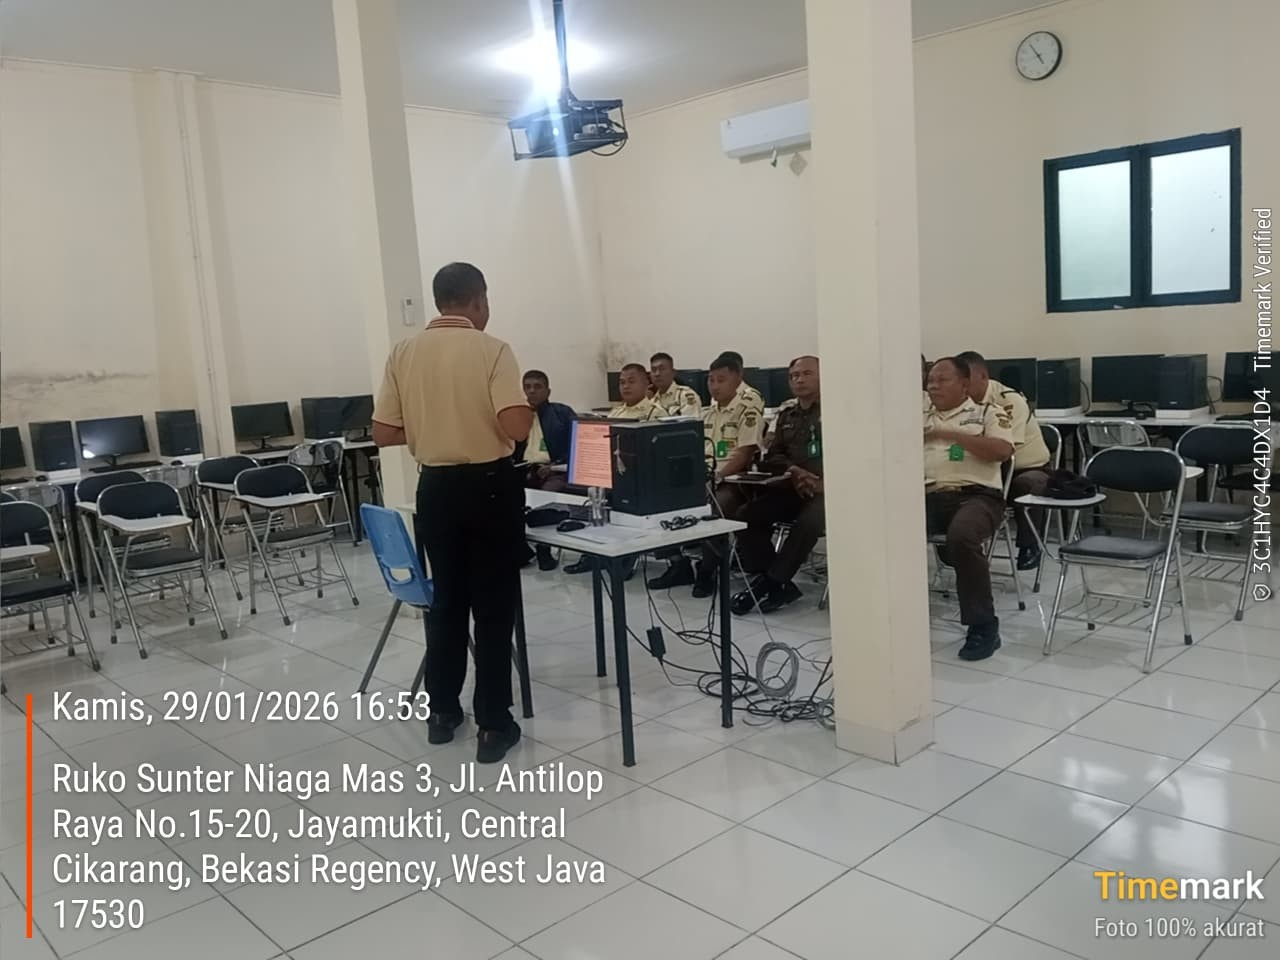 Kamis, 29/01/2026 16:53
Ruko Sunter Niaga Mas 3, Jl. Antilop
Raya No.15-20, Jayamukti, Central
Cikarang, Bekasi Regency, West Java
17530
Timemark
Foto 100% akurat
3C1HYC4C4DX1D4 Timemark Verified